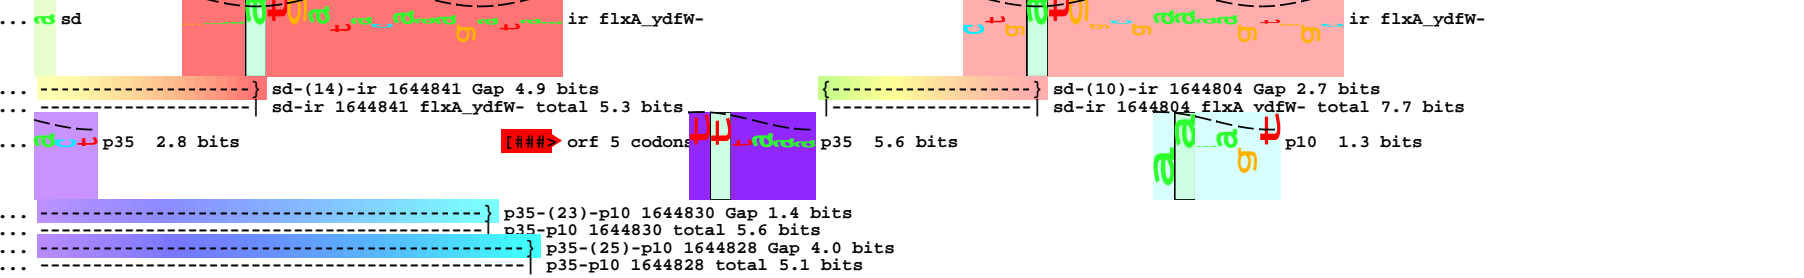 ... sd ir flxA_ydfW- ir flxA_ydfW-
... --------------------} sd-(14)-ir 1644841 Gap 4.9 bits {-------------------} sd-(10)-ir 1644804 Gap 2.7 bits
... --------------------| sd-ir 1644841 flxA_ydfW- total 5.3 bits |-------------------| sd-ir 1644804 flxA_ydfW- total 7.7 bits
... p35 2.8 bits [###> orf 5 codons p35 5.6 bits p10 1.3 bits
... ------------------------------------------} p35-(23)-p10 1644830 Gap 1.4 bits
... ------------------------------------------| p35-p10 1644830 total 5.6 bits
... ----------------------------------------------} p35-(25)-p10 1644828 Gap 4.0 bits
... ----------------------------------------------| p35-p10 1644828 total 5.1 bits